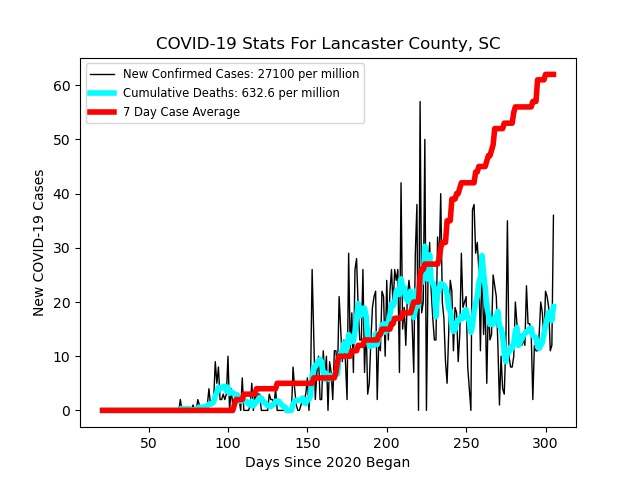 COVID-19 Stats For Lancaster County, SC
New Confirmed Cases: 27100 per million
Cumulative Deaths: 632.6 per million
7 Day Case Average
60
50
40
30
20
10
0
New COVID-19 Cases
50 100 150 200 250 300
Days Since 2020 Began